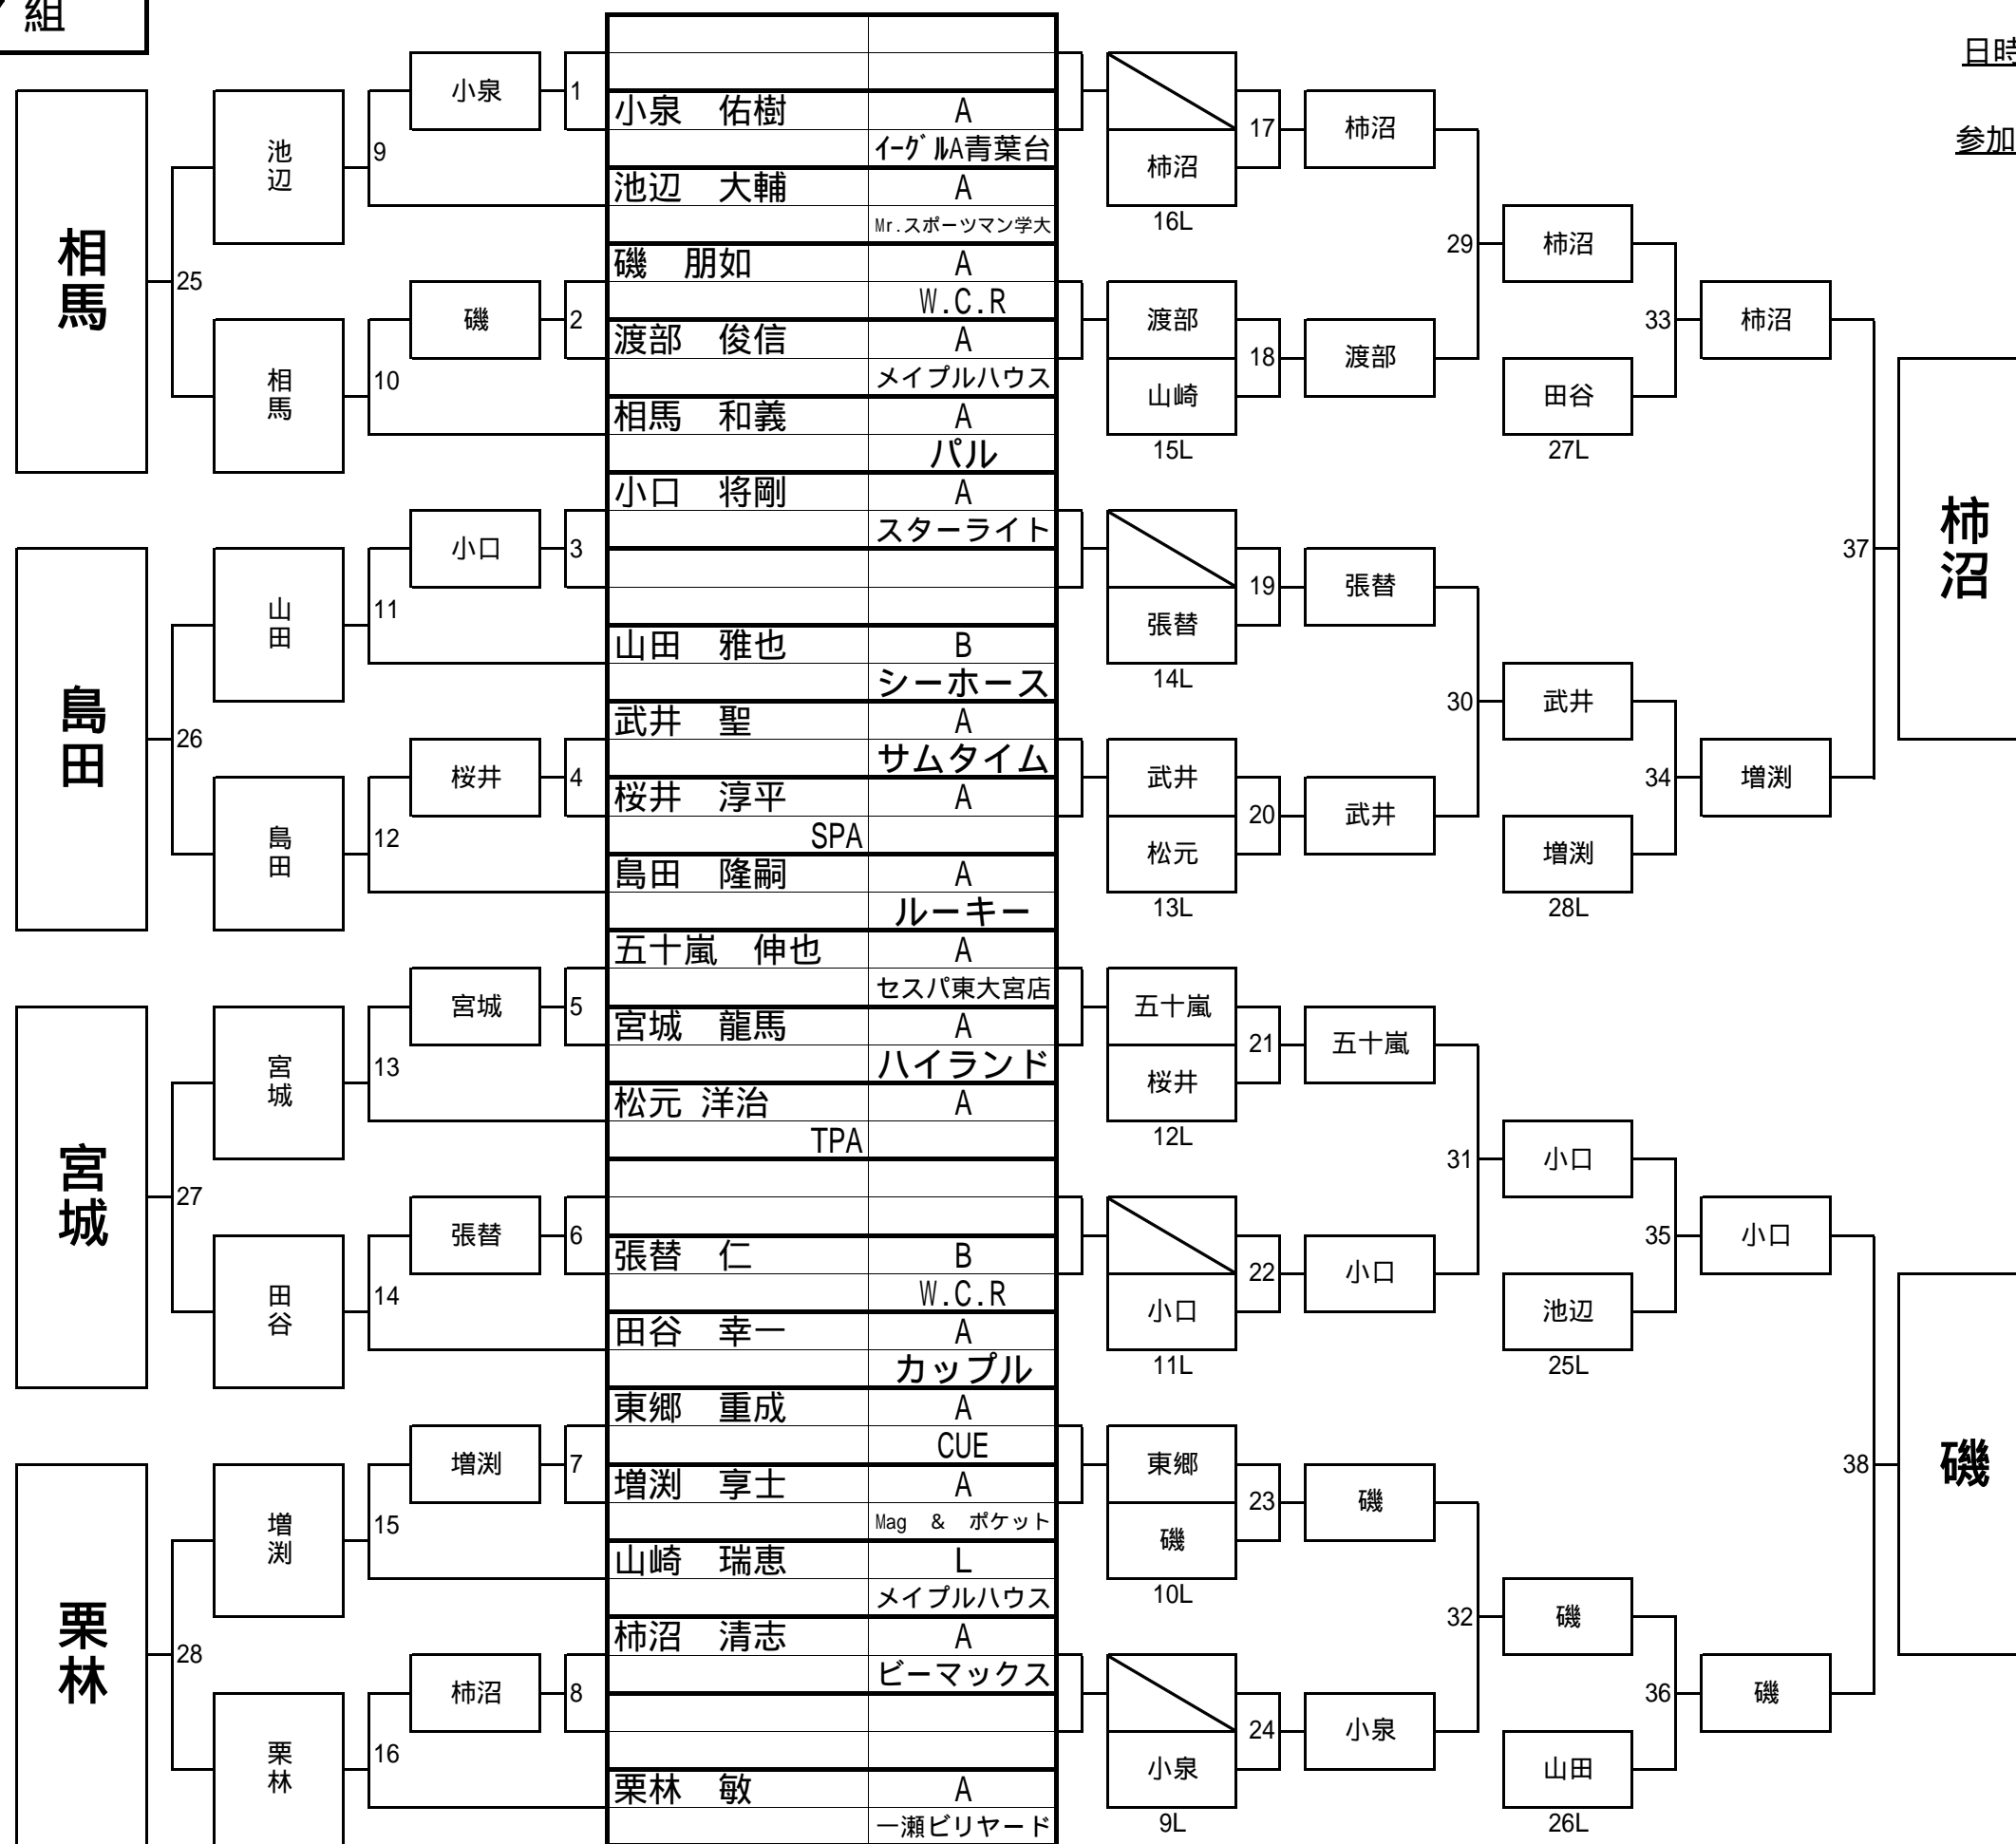 組
日時
参加
相馬
島田
宮城
栗林
池辺
相馬
山田
島田
宮城
田谷
増渕
栗林
25
26
27
28
9
10
11
12
13
14
15
16
小泉
磯
小口
桜井
宮城
張替
増渕
柿沼
1
2
3
4
5
6
7
8
小泉 佑樹 A
イーグルA青葉台
池辺 大輔 A
Mr.スポーツマン学大
磯 朋如 A
W.C.R
渡部 俊信 A
メイプルハウス
相馬 和義 A
パル
小口 将剛 A
スターライト
山田 雅也 B
シーホース
武井 聖 A
サムタイム
桜井 淳平 A
SPA
島田 隆嗣 A
ルーキー
五十嵐 伸也 A
セスパ東大宮店
宮城 龍馬 A
ハイランド
松元 洋治 A
TPA
張替 仁 B
W.C.R
田谷 幸一 A
カップル
東郷 重成 A
CUE
増渕 享士 A
Mag & ポケット
山崎 瑞恵 L
メイプルハウス
柿沼 清志 A
ビーマックス
栗林 敏 A
一瀬ビリヤード
柿沼
16L
渡部
山崎
15L
張替
14L
武井
松元
13L
五十嵐
桜井
12L
小口
11L
東郷
磯
10L
小泉
9L
17
18
19
20
21
22
23
24
柿沼
渡部
張替
武井
五十嵐
小口
磯
小泉
29
30
31
32
柿沼
田谷
27L
武井
増渕
28L
小口
池辺
25L
磯
山田
26L
33
34
35
36
柿沼
増渕
小口
磯
37
38
柿沼
磯